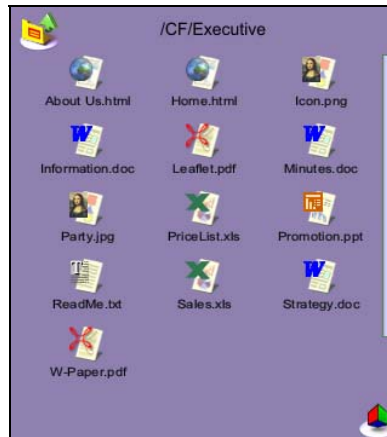 /CF/Executive
About Us.html Home.html Icon.png
Information.doc Leaflet.pdf Minutes.doc
Party.jpg PriceList.xls Promotion.ppt
ReadMe.txt Sales.xls Strategy.doc
W-Paper.pdf